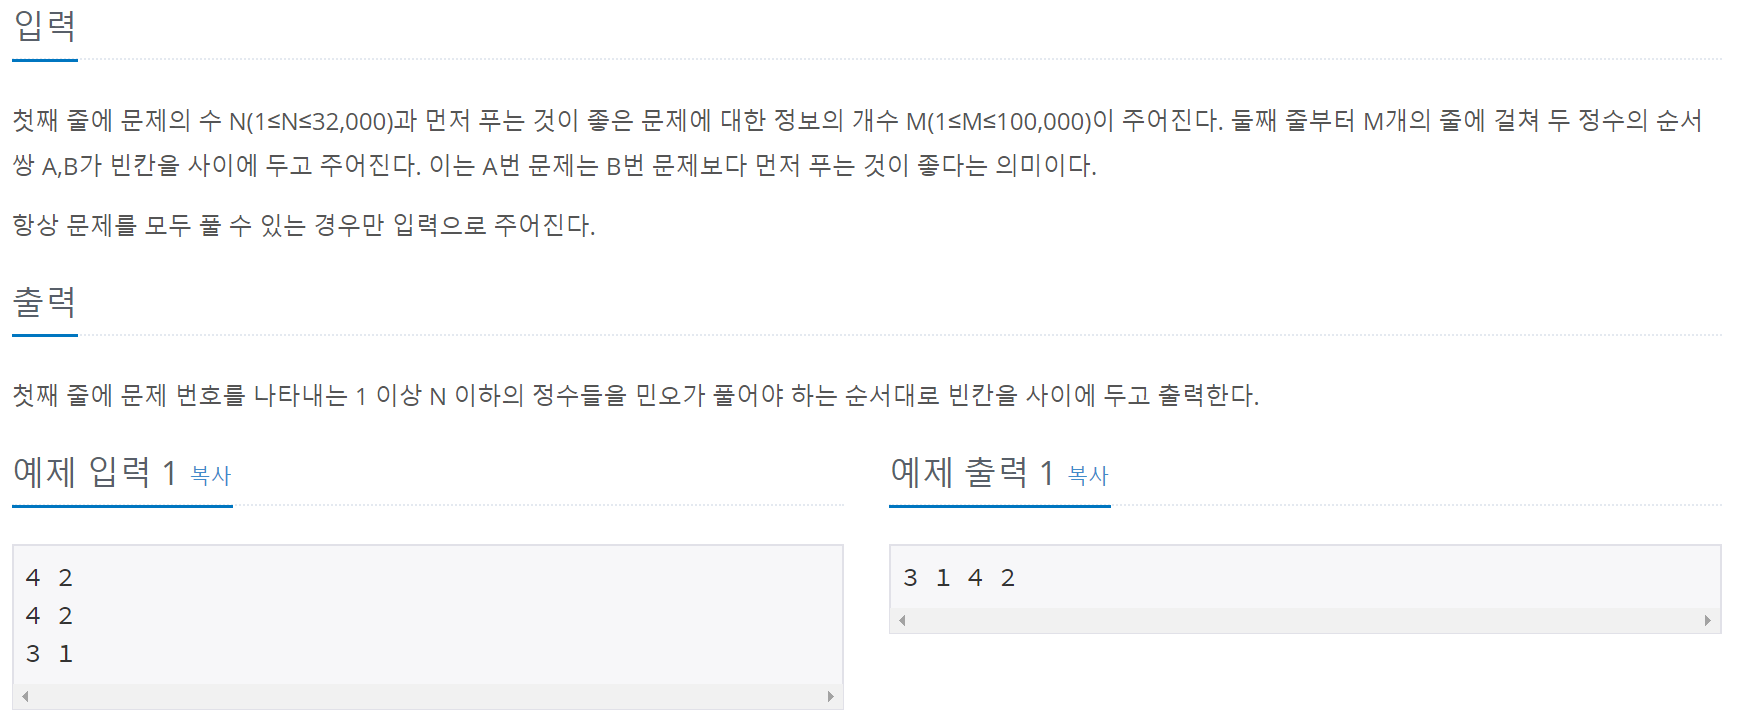 입력
첫째 줄에 문제의 수 N(1≤N≤32,000)과 먼저 푸는 것이 좋은 문제에 대한 정보의 개수 M(1≤M≤100,000)이 주어진다. 둘째 줄부터 M개의 줄에 걸쳐 두 정수의 순서
쌍 A,B가 빈칸을 사이에 두고 주어진다. 이는 A번 문제는 B번 문제보다 먼저 푸는 것이 좋다는 의미이다.
항상 문제를 모두 풀 수 있는 경우만 입력으로 주어진다.
출력
첫째 줄에 문제 번호를 나타내는 1 이상 N 이하의 정수들을 민오가 풀어야 하는 순서대로 빈칸을 사이에 두고 출력한다.
예제 입력 1 복사
4 2
4 2
3 1
예제 출력 1 복사
3 1 4 2